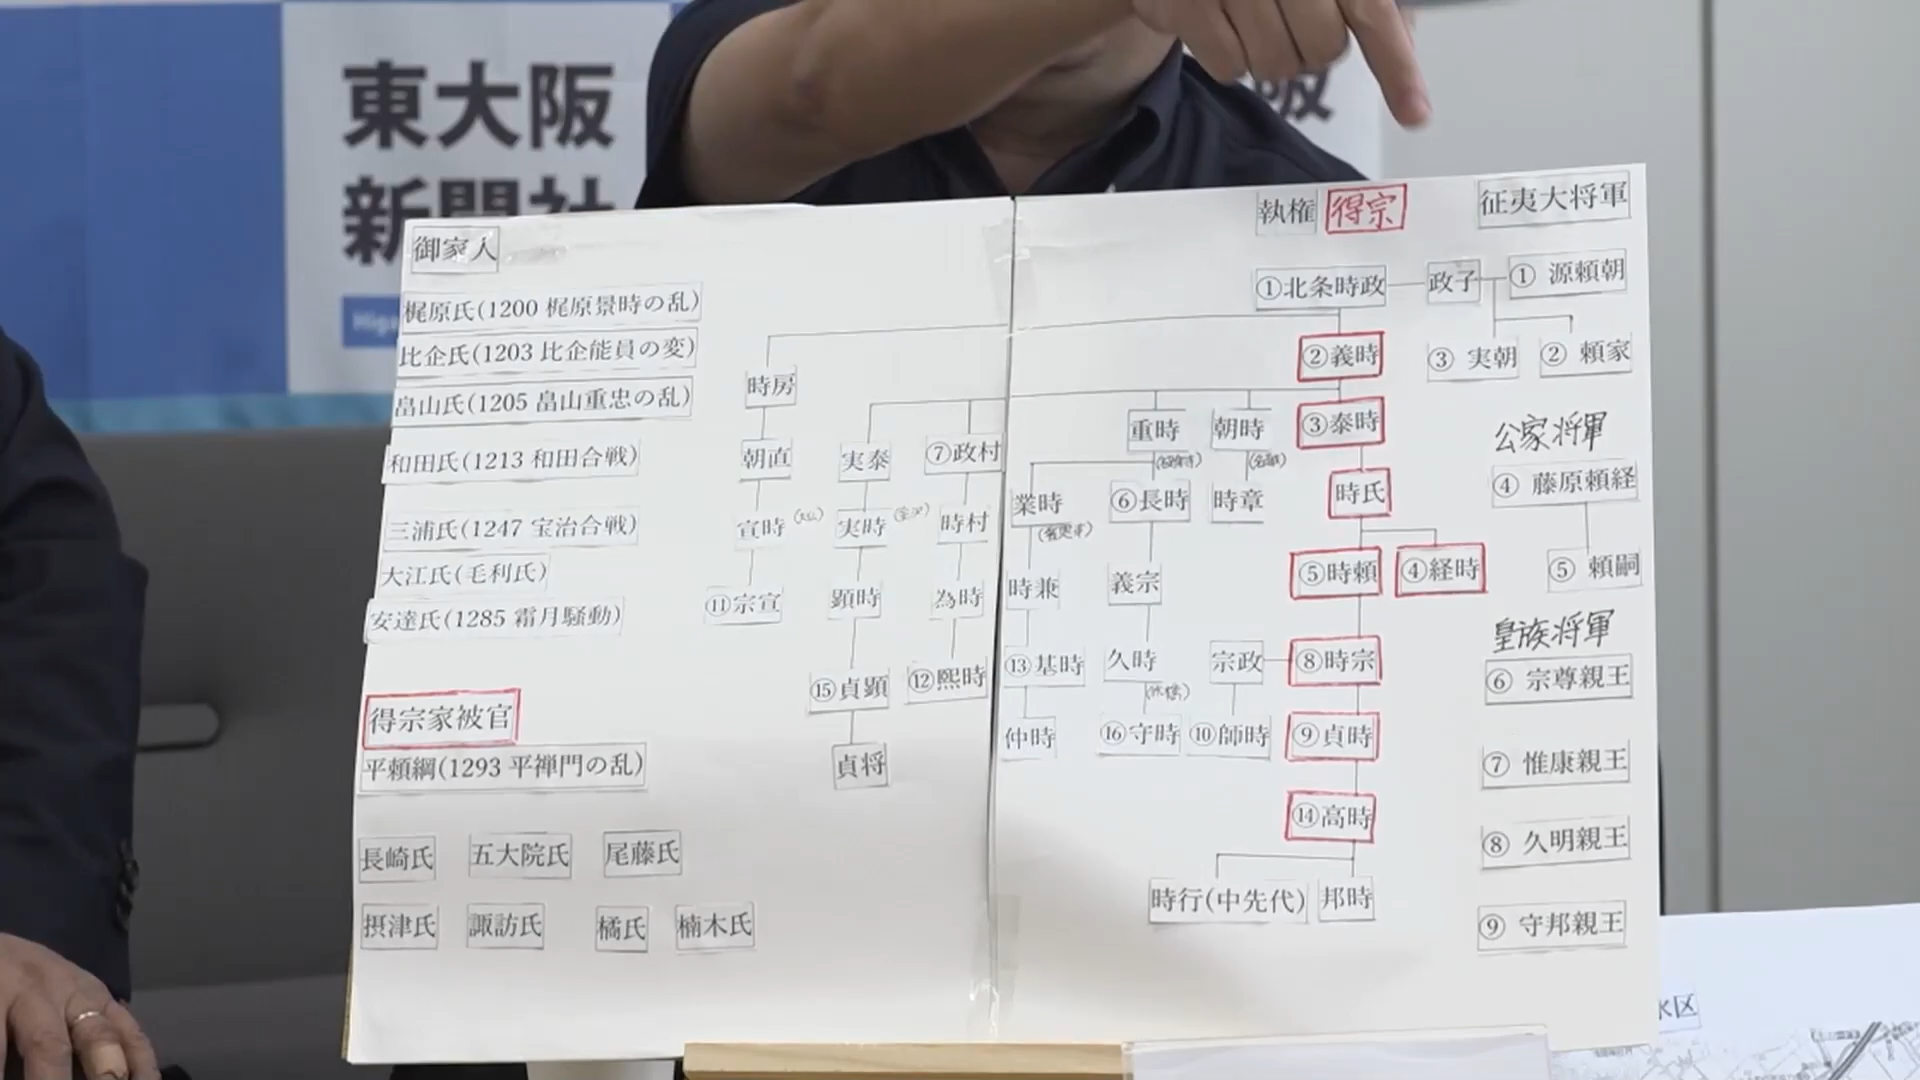 東大阪
新聞社
阪
御家人
梶原氏(1200 梶原景時の乱)
比企氏(1203 比企能員の変)
畠山氏(1205 畠山重忠の乱)
和田氏(1213 和田合戦)
三浦氏(1247 宝治合戦)
大江氏(毛利氏)
安達氏(1285 霜月騒動)
得宗家被官
平頼綱(1293 平禅門の乱)
長崎氏 五大院氏 尾藤氏
摂津氏 諏訪氏 橘氏 楠木氏
執権 得宗 征夷大将軍
①北条時政 政子 ① 源頼朝
②義時 ③ 実朝 ② 頼家
時房
重時 朝時 ③泰時
朝直 実泰 ⑦政村
業時 ⑥長時 時章 時氏
宣時 実時 時村
時兼 義宗 ⑤時頼 ④経時
⑪宗宣 顕時 為時
⑬基時 久時 宗政 ⑧時宗
⑮貞顕 ⑫熙時
仲時 ⑯守時 ⑩師時 ⑨貞時
貞将
⑭高時
時行(中先代) 邦時
公家将軍
④ 藤原頼経
⑤ 頼嗣
皇族将軍
⑥ 宗尊親王
⑦ 惟康親王
⑧ 久明親王
⑨ 守邦親王
水区